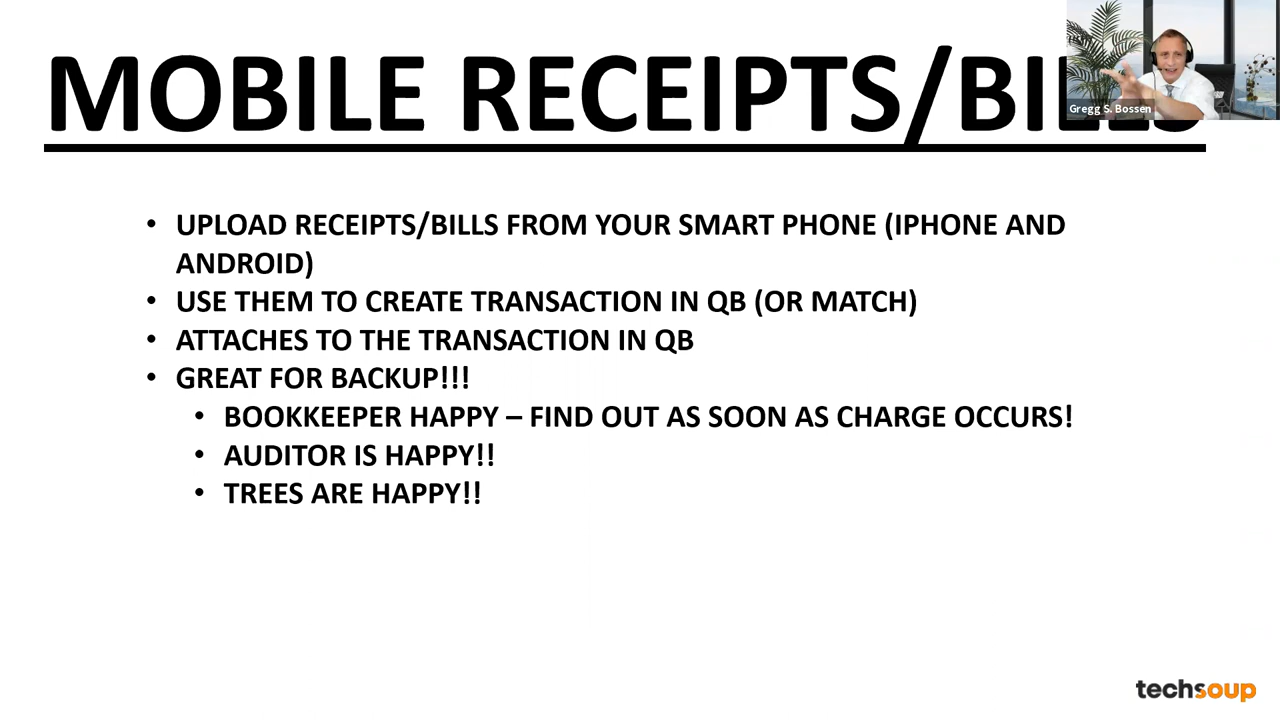 MOBILE RECEIPTS/BILLS
Gregg S. Bossen
• UPLOAD RECEIPTS/BILLS FROM YOUR SMART PHONE (IPHONE AND
ANDROID)
• USE THEM TO CREATE TRANSACTION IN QB (OR MATCH)
• ATTACHES TO THE TRANSACTION IN QB
• GREAT FOR BACKUP!!!
• BOOKKEEPER HAPPY – FIND OUT AS SOON AS CHARGE OCCURS!
• AUDITOR IS HAPPY!!
• TREES ARE HAPPY!!
techsoup